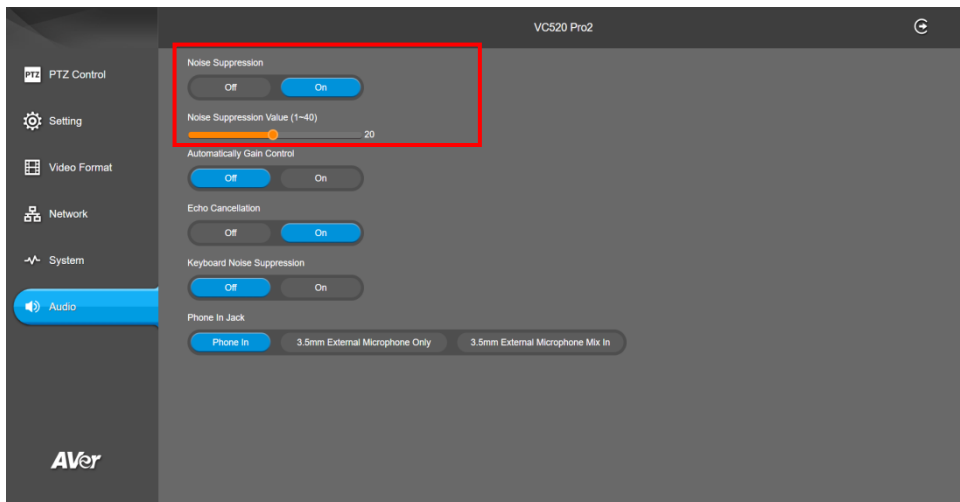 VC520 Pro2
PTZ PTZ Control
Setting
Video Format
Network
System
Audio
AVer
Noise Suppression
Off On
Noise Suppression Value (1~40)
20
Automatically Gain Control
Off On
Echo Cancellation
Off On
Keyboard Noise Suppression
Off On
Phone In Jack
Phone In 3.5mm External Microphone Only 3.5mm External Microphone Mix In